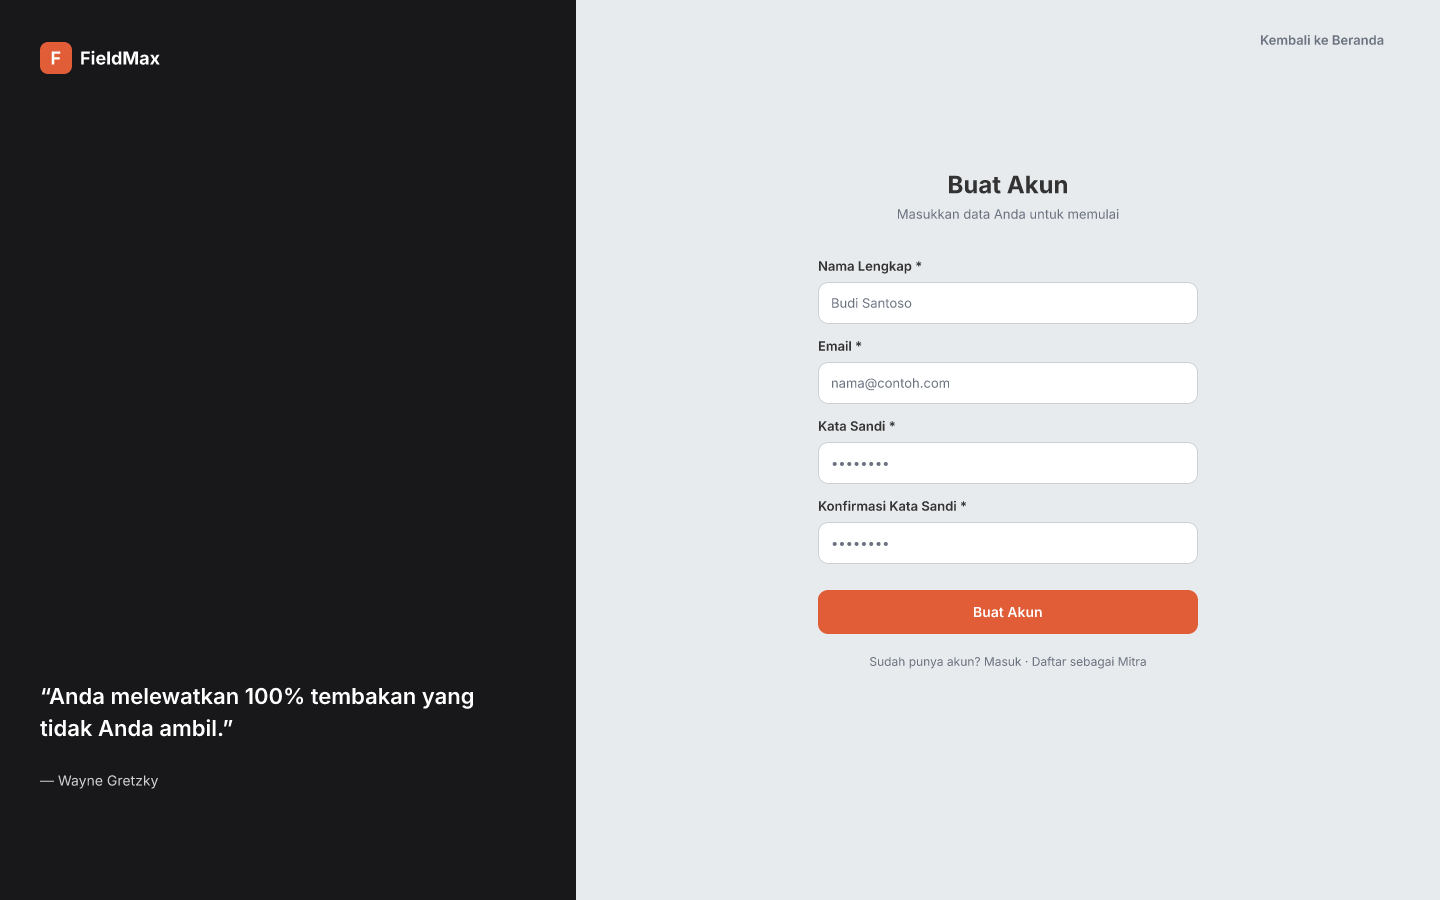 F FieldMax
Kembali ke Beranda
Buat Akun
Masukkan data Anda untuk memulai
Nama Lengkap *
Budi Santoso
Email *
nama@contoh.com
Kata Sandi *
••••••••
Konfirmasi Kata Sandi *
••••••••
Buat Akun
Sudah punya akun? Masuk · Daftar sebagai Mitra
“Anda melewatkan 100% tembakan yang
tidak Anda ambil.”
— Wayne Gretzky